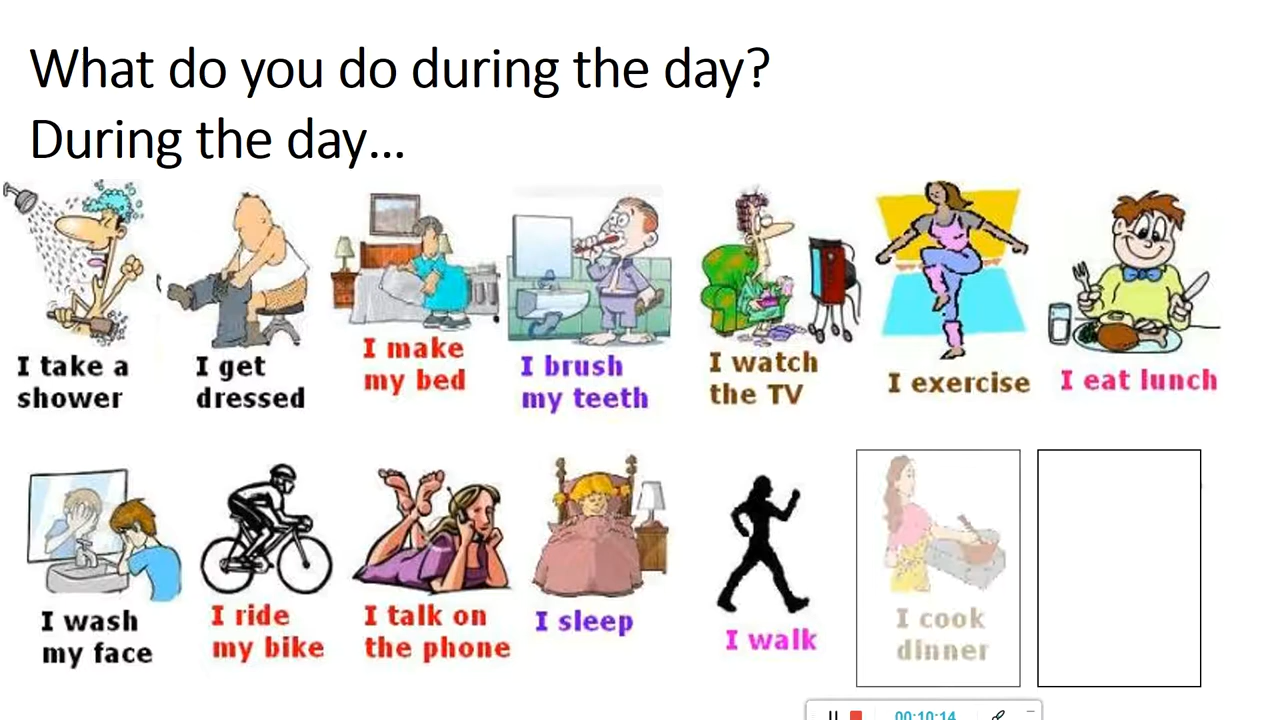 What do you do during the day?
During the day...
I take a
shower
I get
dressed
I make
my bed
I brush
my teeth
I watch
the TV
I exercise
I eat lunch
I wash
my face
I ride
my bike
I talk on
the phone
I sleep
I walk
I cook
dinner
00:10:14